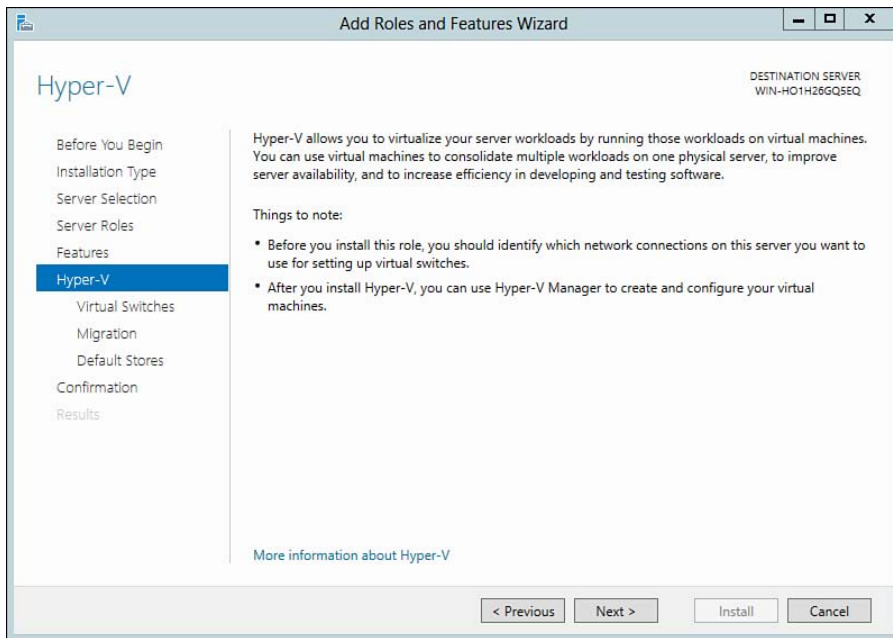 Add Roles and Features Wizard
Hyper-V
DESTINATION SERVER
WIN-HO1H26GQ5EQ
Before You Begin
Installation Type
Server Selection
Server Roles
Features
Hyper-V
Virtual Switches
Migration
Default Stores
Confirmation
Results
Hyper-V allows you to virtualize your server workloads by running those workloads on virtual machines.
You can use virtual machines to consolidate multiple workloads on one physical server, to improve
server availability, and to increase efficiency in developing and testing software.
Things to note:
• Before you install this role, you should identify which network connections on this server you want to
use for setting up virtual switches.
• After you install Hyper-V, you can use Hyper-V Manager to create and configure your virtual
machines.
More information about Hyper-V
< Previous
Next >
Install
Cancel